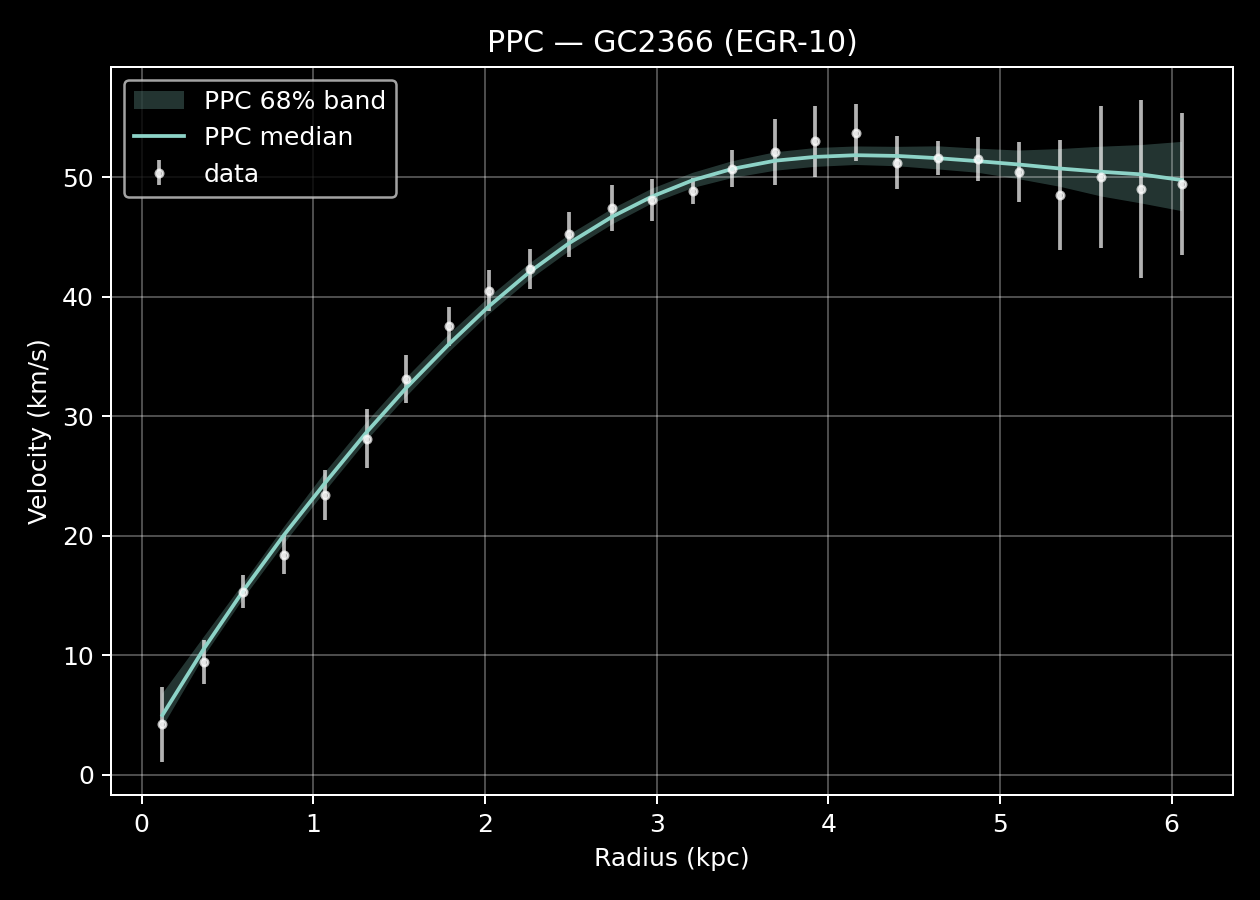 PPC — GC2366 (EGR-10)
PPC 68% band
PPC median
data
50
40
30
20
10
0
Velocity (km/s)
0 1 2 3 4 5 6
Radius (kpc)